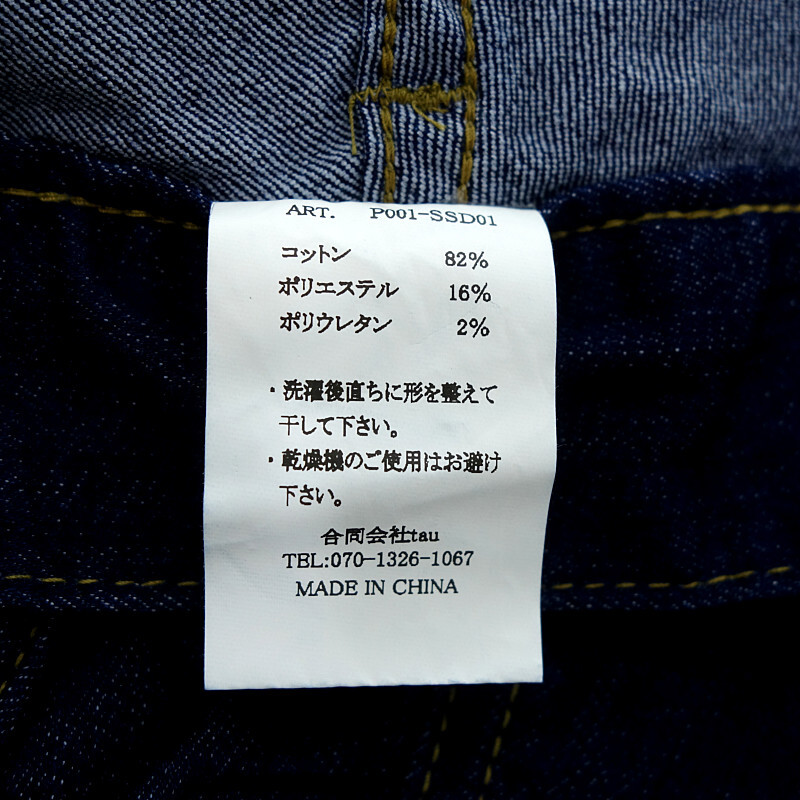 ART. P001-SSD01
コットン 82%
ポリエステル 16%
ポリウレタン 2%
・洗濯後直ちに形を整えて
干して下さい。
・乾燥機のご使用はお避け
下さい。
合同会社tau
TEL:070-1326-1067
MADE IN CHINA